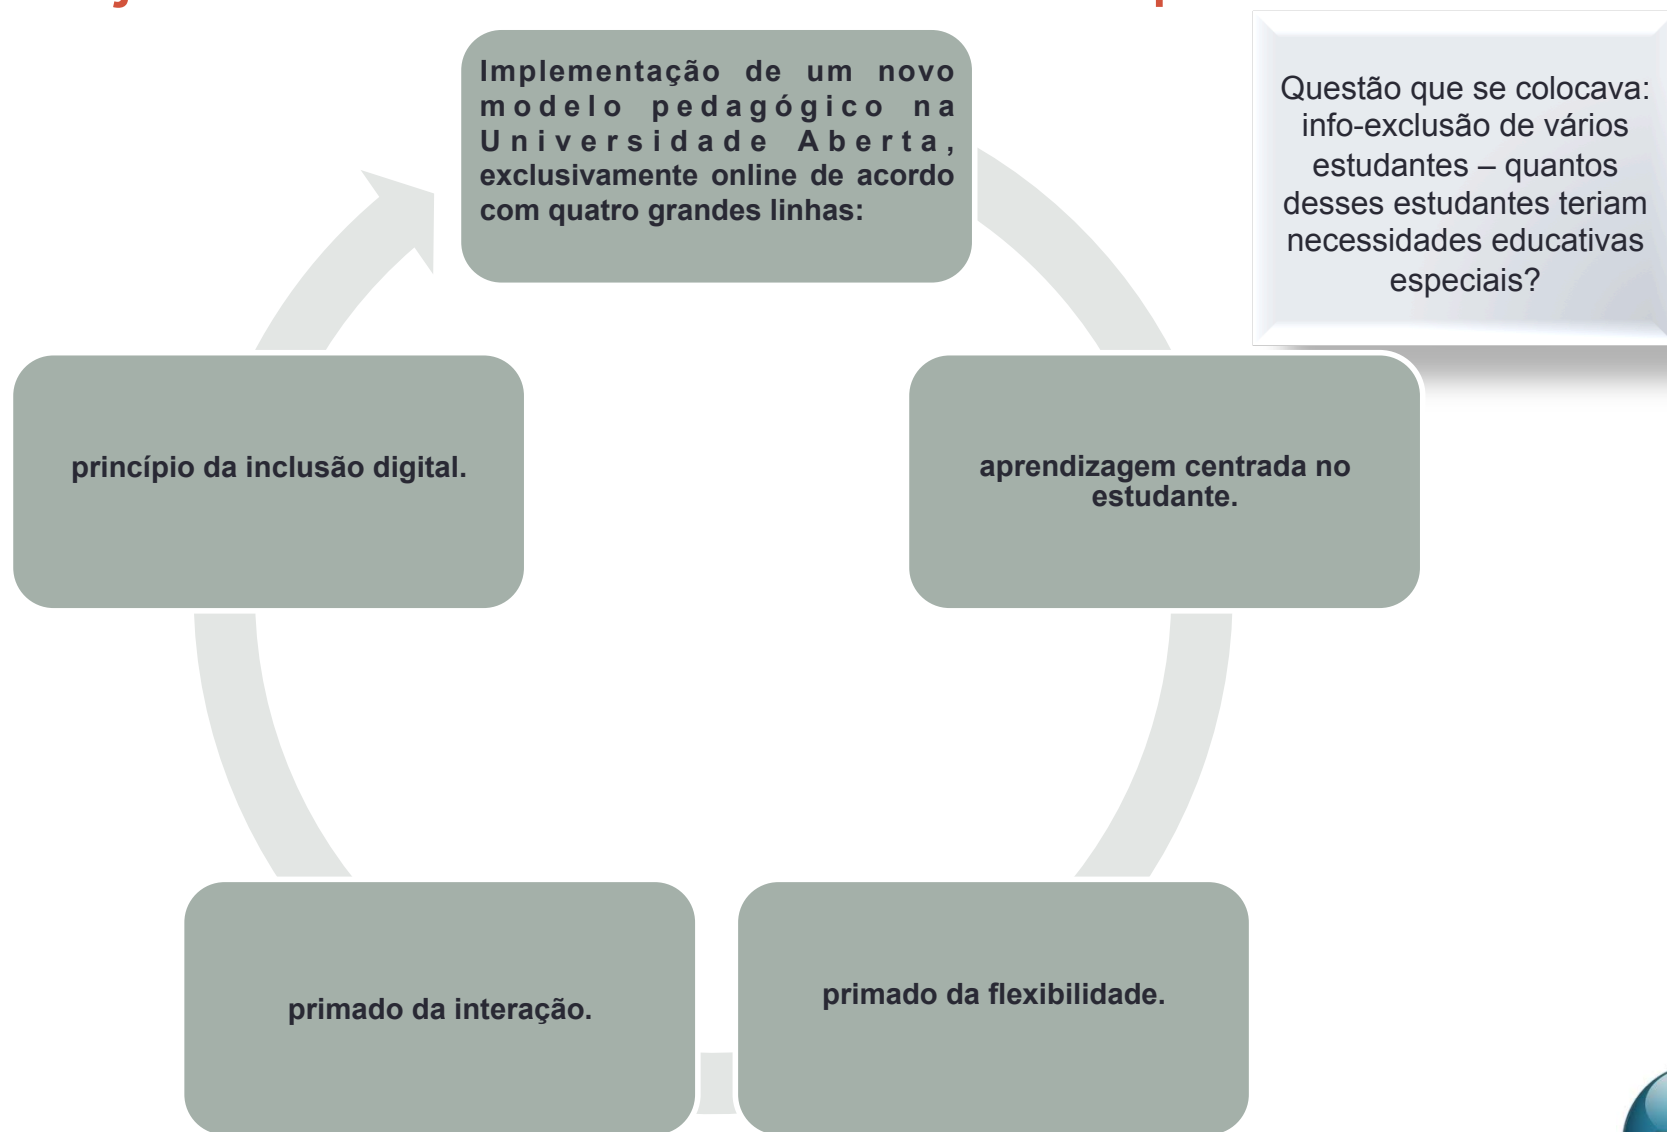 Implementação de um novo
modelo pedagógico na
Universidade Aberta,
exclusivamente online de acordo
com quatro grandes linhas:
Questão que se colocava:
info-exclusão de vários
estudantes – quantos
desses estudantes teriam
necessidades educativas
especiais?
princípio da inclusão digital.
aprendizagem centrada no
estudante.
primado da interação.
primado da flexibilidade.